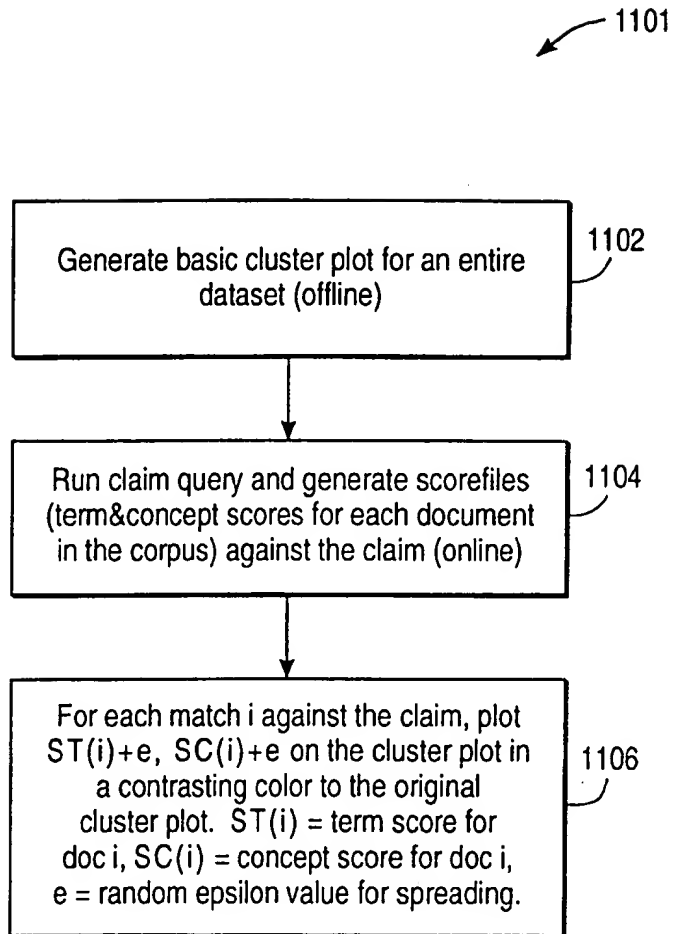 1101
Generate basic cluster plot for an entire
dataset (offline)
1102
Run claim query and generate scorefiles
(term&concept scores for each document
in the corpus) against the claim (online)
1104
For each match i against the claim, plot
ST(i)+e, SC(i)+e on the cluster plot in
a contrasting color to the original
cluster plot. ST(i) = term score for
doc i, SC(i) = concept score for doc i,
e = random epsilon value for spreading.
1106